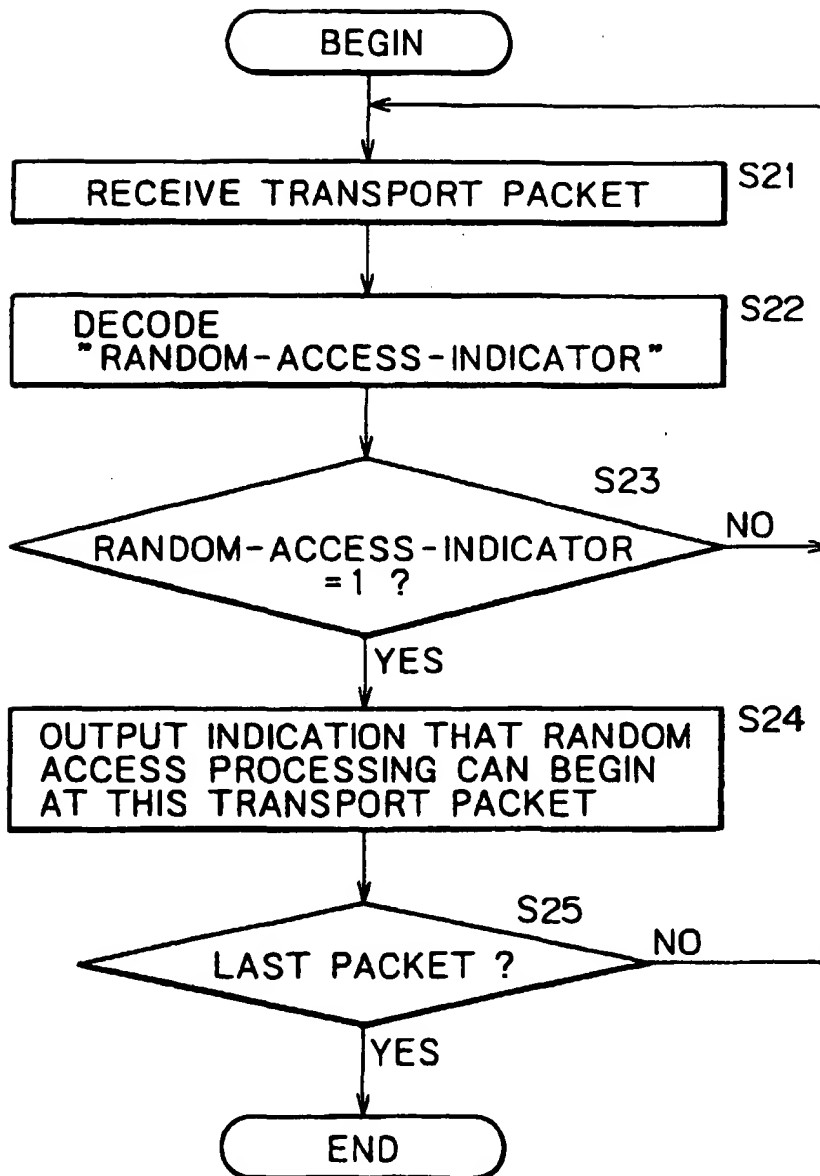 BEGIN
RECEIVE TRANSPORT PACKET
S21
DECODE
"RANDOM-ACCESS-INDICATOR"
S22
S23
RANDOM-ACCESS-INDICATOR
=1 ?
NO
YES
OUTPUT INDICATION THAT RANDOM
ACCESS PROCESSING CAN BEGIN
AT THIS TRANSPORT PACKET
S24
S25
LAST PACKET ?
NO
YES
END